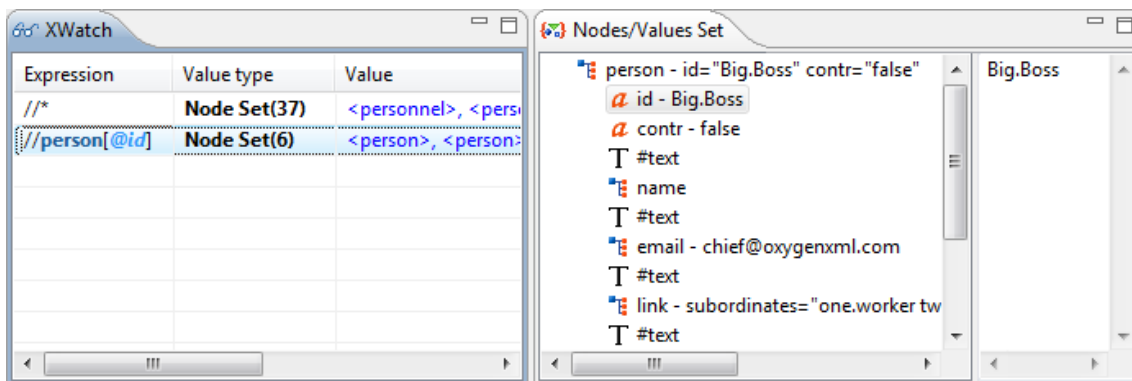 XWatch
Expression Value type Value
//* Node Set(37) <personnel>, <pers
//person[@id] Node Set(6) <person>, <person>
Nodes/Values Set
person - id="Big.Boss" contr="false"
a id - Big.Boss
a contr - false
T #text
name
T #text
email - chief@oxygenxml.com
T #text
link - subordinates="one.worker tw
T #text
Big.Boss